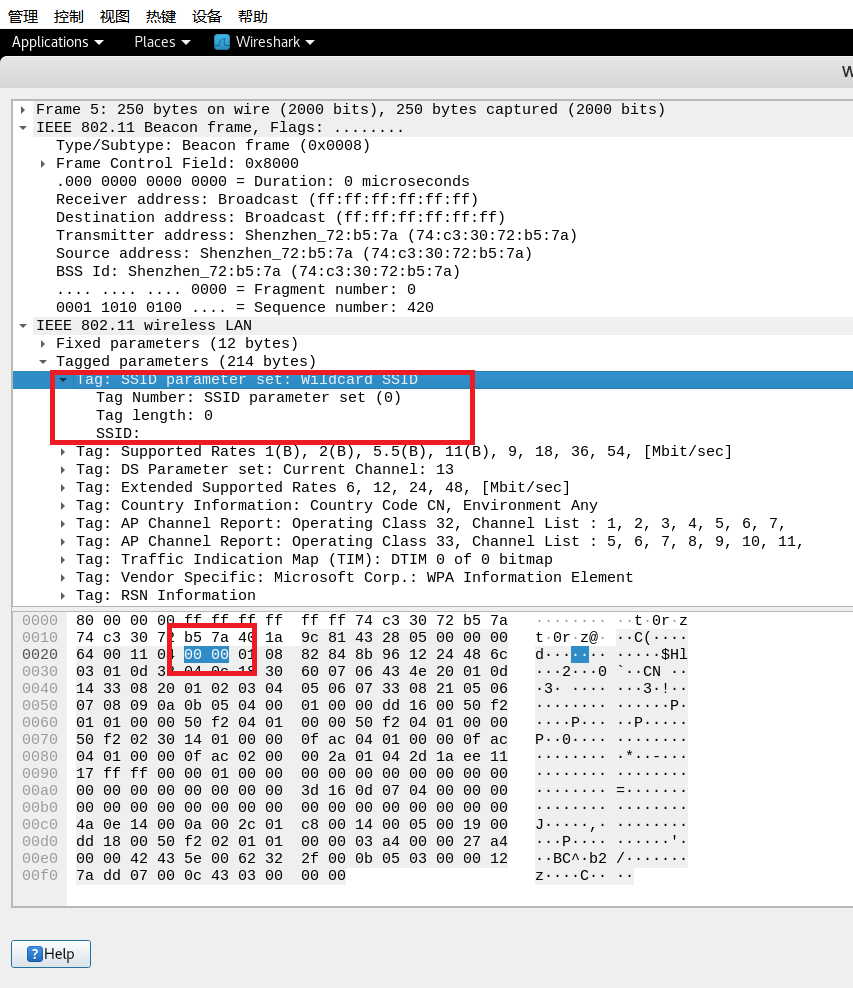 管理 控制 视图 热键 设备 帮助
Applications Places Wireshark
W
Frame 5: 250 bytes on wire (2000 bits), 250 bytes captured (2000 bits)
IEEE 802.11 Beacon frame, Flags: ........
Type/Subtype: Beacon frame (0x0008)
Frame Control Field: 0x8000
.000 0000 0000 0000 = Duration: 0 microseconds
Receiver address: Broadcast (ff:ff:ff:ff:ff:ff)
Destination address: Broadcast (ff:ff:ff:ff:ff:ff)
Transmitter address: Shenzhen_72:b5:7a (74:c3:30:72:b5:7a)
Source address: Shenzhen_72:b5:7a (74:c3:30:72:b5:7a)
BSS Id: Shenzhen_72:b5:7a (74:c3:30:72:b5:7a)
.... .... .... 0000 = Fragment number: 0
0001 1010 0100 .... = Sequence number: 420
IEEE 802.11 wireless LAN
Fixed parameters (12 bytes)
Tagged parameters (214 bytes)
Tag: SSID parameter set: Wildcard SSID
Tag Number: SSID parameter set (0)
Tag length: 0
SSID:
Tag: Supported Rates 1(B), 2(B), 5.5(B), 11(B), 9, 18, 36, 54, [Mbit/sec]
Tag: DS Parameter set: Current Channel: 13
Tag: Extended Supported Rates 6, 12, 24, 48, [Mbit/sec]
Tag: Country Information: Country Code CN, Environment Any
Tag: AP Channel Report: Operating Class 32, Channel List : 1, 2, 3, 4, 5, 6, 7,
Tag: AP Channel Report: Operating Class 33, Channel List : 5, 6, 7, 8, 9, 10, 11,
Tag: Traffic Indication Map (TIM): DTIM 0 of 0 bitmap
Tag: Vendor Specific: Microsoft Corp.: WPA Information Element
Tag: RSN Information
0000 80 00 00 00 ff ff ff ff ff ff 74 c3 30 72 b5 7a ········ ··t·0r·z
0010 74 c3 30 72 b5 7a 40 1a 9c 81 43 28 05 00 00 00 t·0r·z@· ··C(····
0020 64 00 11 04 00 00 01 08 82 84 8b 96 12 24 48 6c d······· ·····$Hl
0030 03 01 0d 32 04 0c 18 30 60 07 06 43 4e 20 01 0d ···2···0 `··CN ··
0040 14 33 08 20 01 02 03 04 05 06 07 33 08 21 05 06 ·3· ···· ···3·!··
0050 07 08 09 0a 0b 05 04 00 01 00 00 dd 16 00 50 f2 ········ ······P·
0060 01 01 00 00 50 f2 04 01 00 00 50 f2 04 01 00 00 ····P··· ··P·····
0070 50 f2 02 30 14 01 00 00 0f ac 04 01 00 00 0f ac P··0···· ········
0080 04 01 00 00 0f ac 02 00 00 2a 01 04 2d 1a ee 11 ········ ·*··-···
0090 17 ff ff 00 00 01 00 00 00 00 00 00 00 00 00 00 ········ ········
00a0 00 00 00 00 00 00 00 00 3d 16 0d 07 04 00 00 00 ········ =·······
00b0 00 00 00 00 00 00 00 00 00 00 00 00 00 00 00 00 ········ ········
00c0 4a 0e 14 00 0a 00 2c 01 c8 00 14 00 05 00 19 00 J·····,· ········
00d0 dd 18 00 50 f2 02 01 01 00 00 03 a4 00 00 27 a4 ···P···· ······'·
00e0 00 00 42 43 5e 00 62 32 2f 00 0b 05 03 00 00 12 ··BC^·b2 /·······
00f0 7a dd 07 00 0c 43 03 00 00 00 z····C·· ··
Help